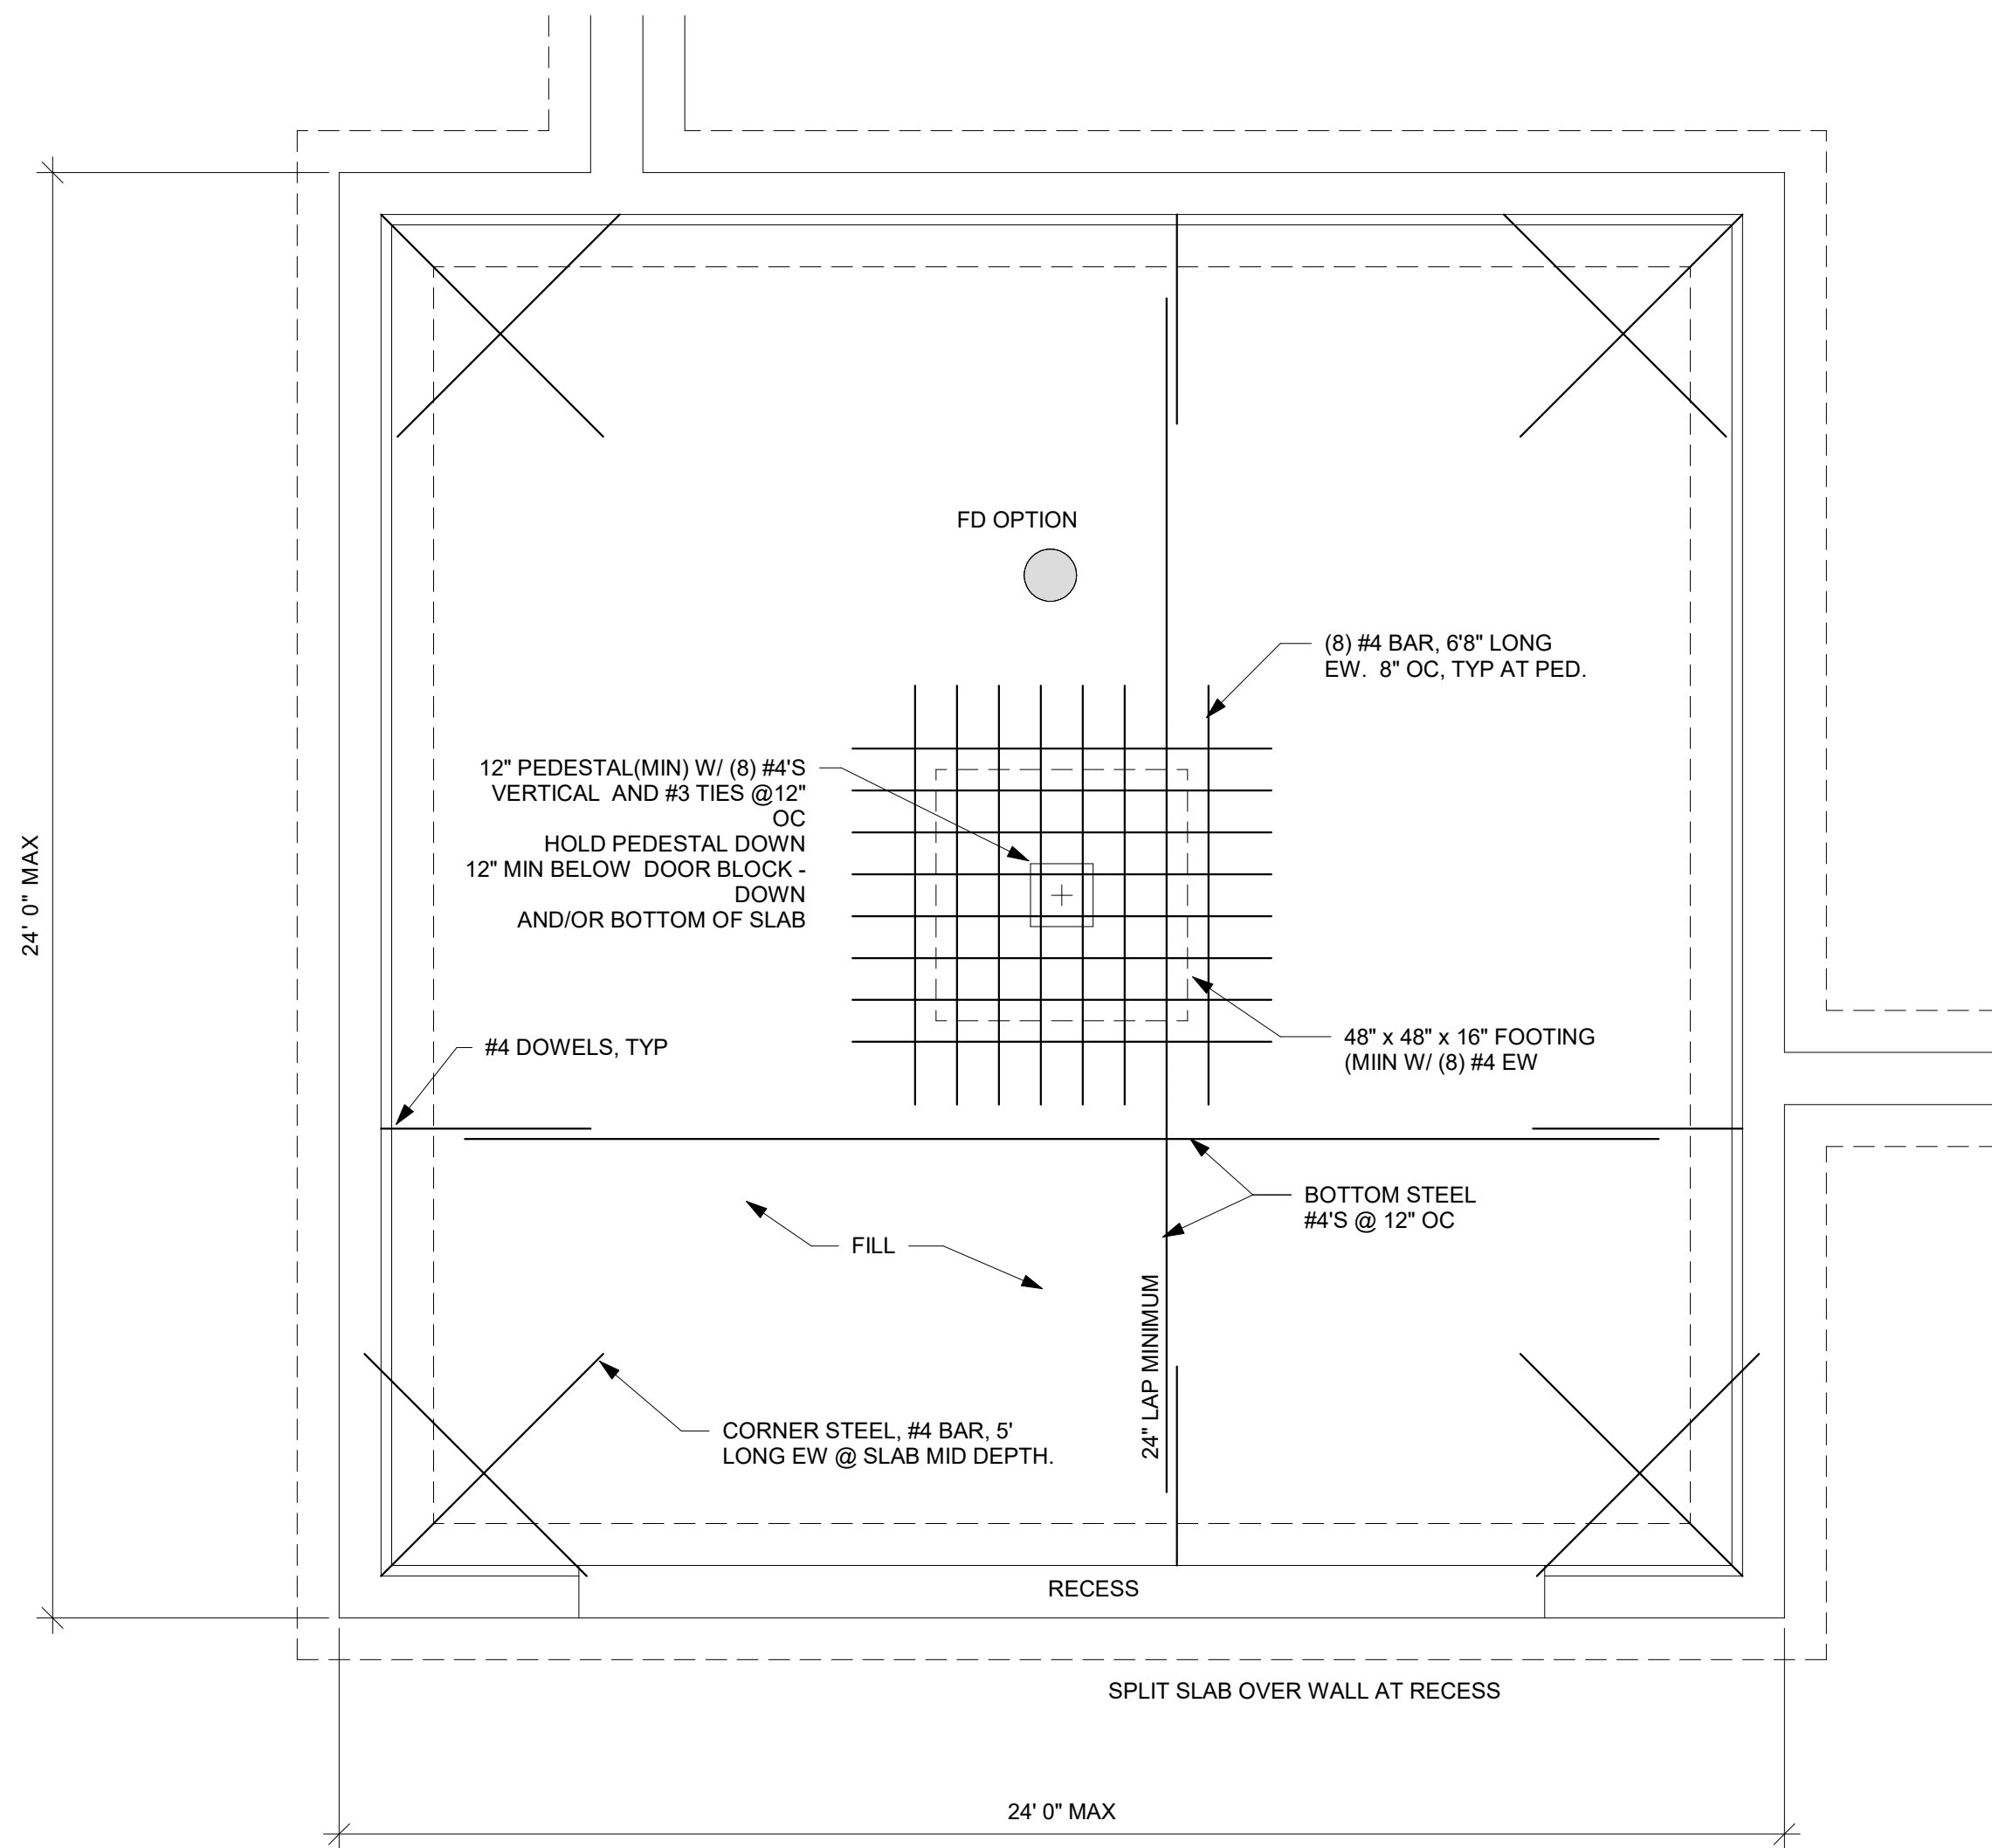 FD OPTION
(8) #4 BAR, 6'8" LONG
EW.  8" OC, TYP AT PED.
12" PEDESTAL(MIN) W/ (8) #4'S
VERTICAL  AND #3 TIES @12"
OC
HOLD PEDESTAL DOWN
12" MIN BELOW  DOOR BLOCK -
DOWN
AND/OR BOTTOM OF SLAB
24' 0" MAX
#4 DOWELS, TYP
48" x 48" x 16" FOOTING
(MIIN W/ (8) #4 EW
BOTTOM STEEL
#4'S @ 12" OC
FILL
24" LAP MINIMUM
CORNER STEEL, #4 BAR, 5'
LONG EW @ SLAB MID DEPTH.
RECESS
SPLIT SLAB OVER WALL AT RECESS
24' 0" MAX